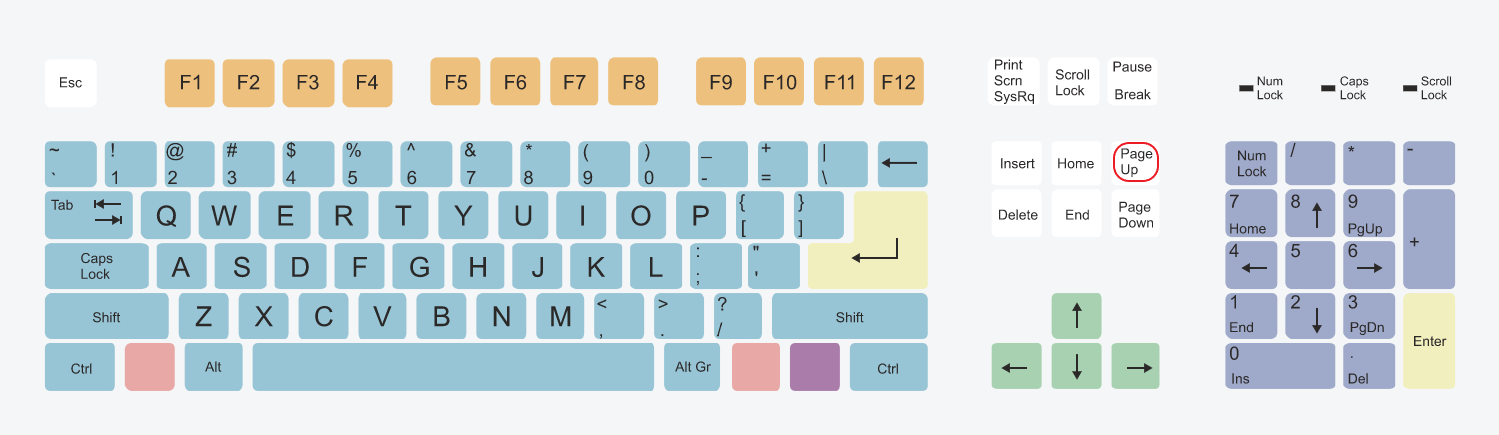 Esc F1 F2 F3 F4 F5 F6 F7 F8 F9 F10 F11 F12
Print
Scrn
SysRq
Scroll
Lock
Pause
Break
Num
Lock
Caps
Lock
Scroll
Lock
~ ! @ # $ % ^ & * ( ) _ + |
` 1 2 3 4 5 6 7 8 9 0 - = \
Insert Home
Page
Up
Num
Lock
/ * -
Tab Q W E R T Y U I O P
{ }
[ ]
Delete End
Page
Down
7 8 9
Home PgUp
+
Caps
Lock
A S D F G H J K L
: "
; '
4 5 6
Shift Z X C V B N M
< > ?
, . /
Shift
1 2 3
End PgDn
Enter
Ctrl Alt Alt Gr Ctrl
0 .
Ins Del